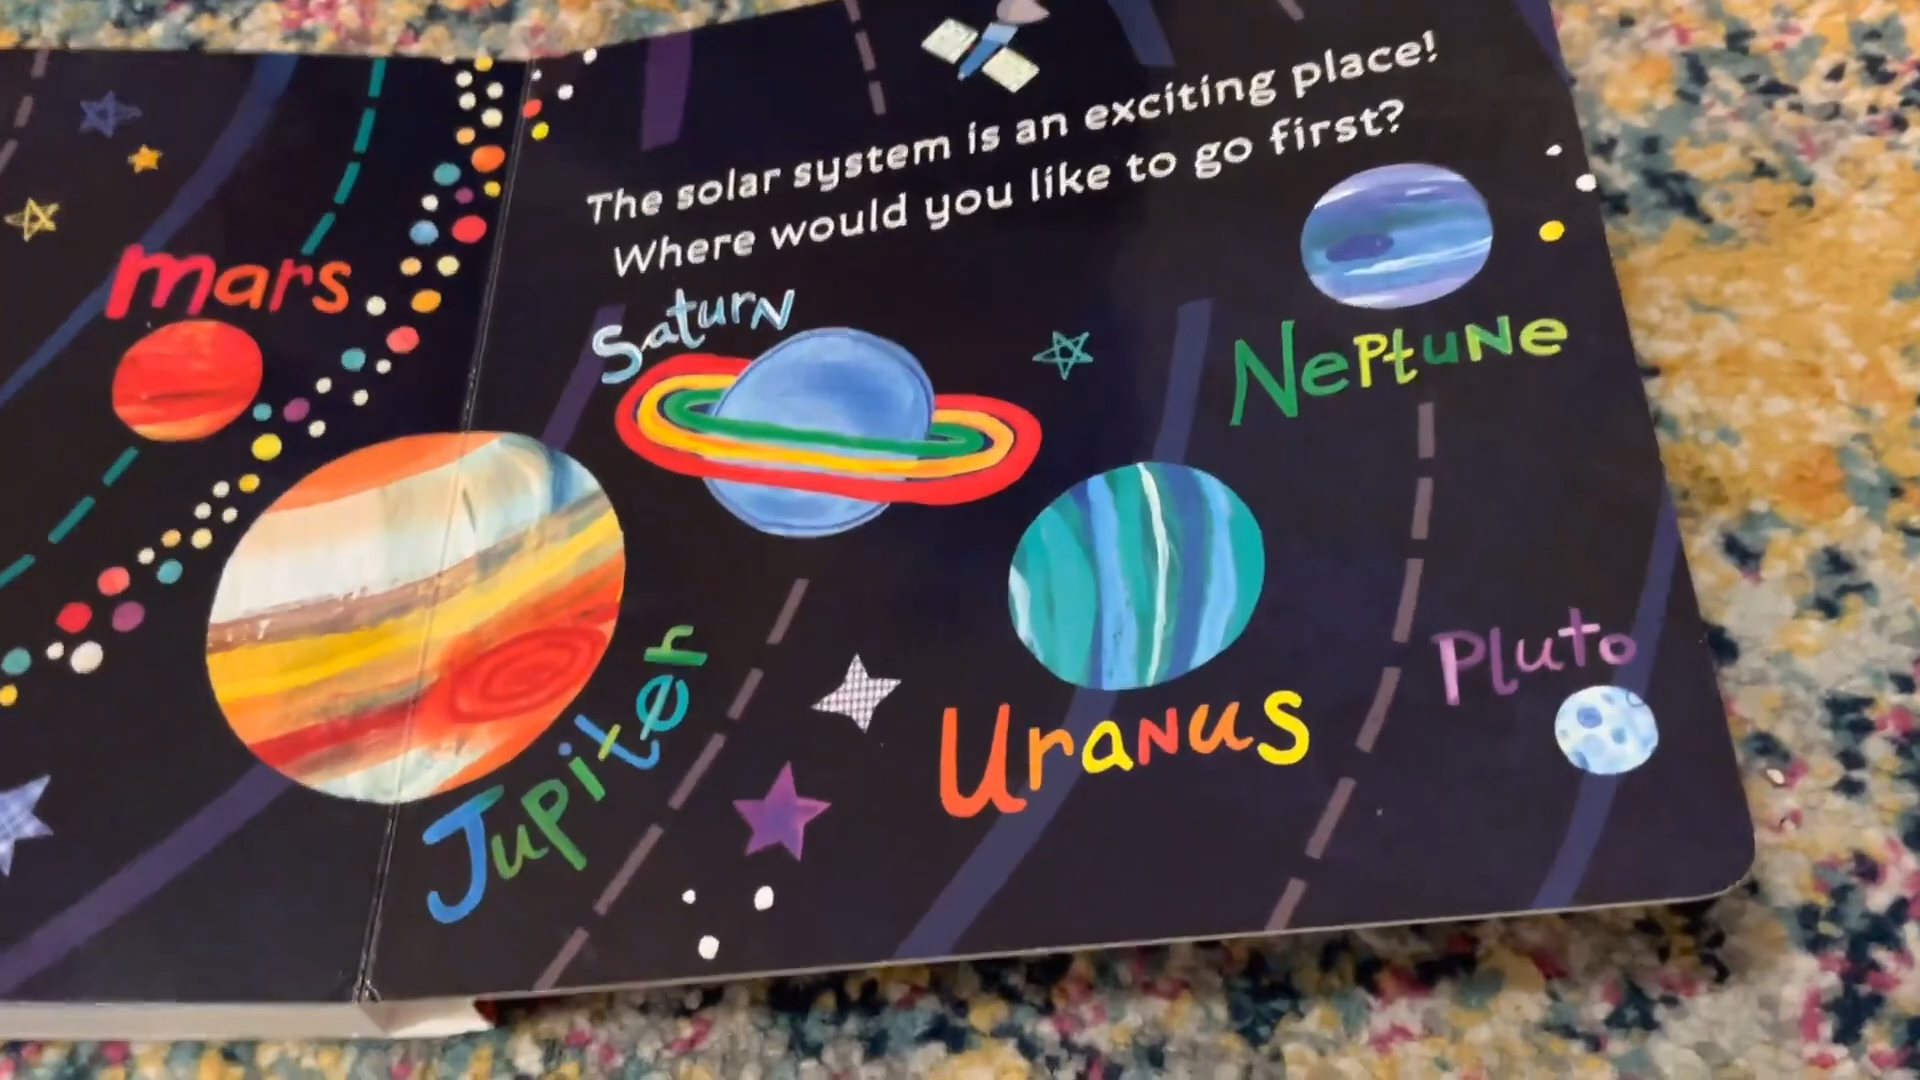 The solar system is an exciting place!
Where would you like to go first?
mars
Saturn
Neptune
Jupiter
Uranus
Pluto